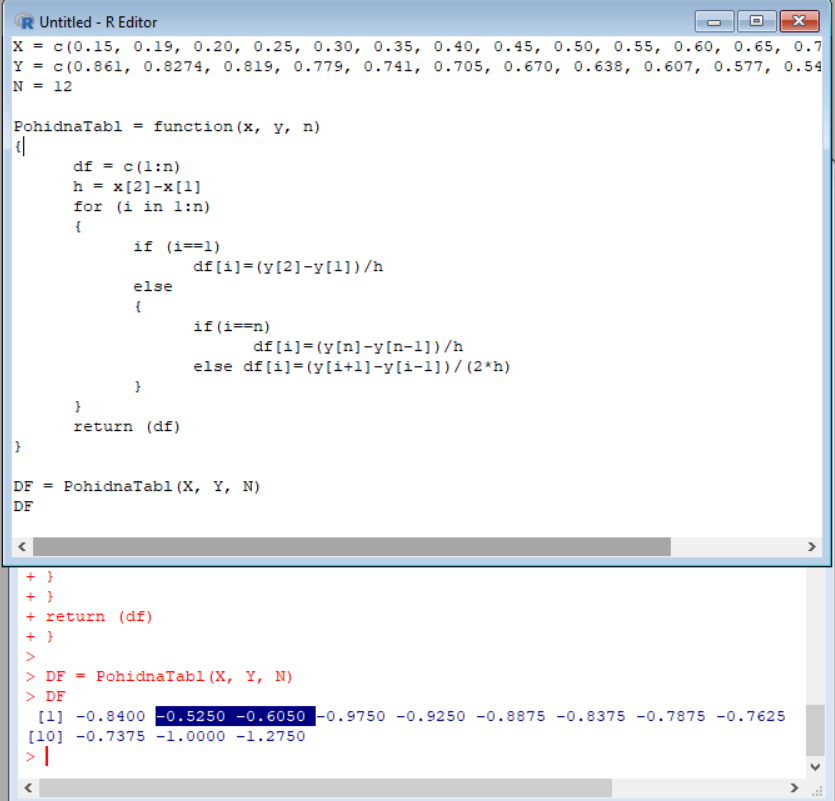 Untitled - R Editor
X = c(0.15, 0.19, 0.20, 0.25, 0.30, 0.35, 0.40, 0.45, 0.50, 0.55, 0.60, 0.65, 0.7
Y = c(0.861, 0.8274, 0.819, 0.779, 0.741, 0.705, 0.670, 0.638, 0.607, 0.577, 0.54
N = 12
PohidnaTabl = function(x, y, n)
{
df = c(1:n)
h = x[2]-x[1]
for (i in 1:n)
{
if (i==1)
df[i]=(y[2]-y[1])/h
else
{
if(i==n)
df[i]=(y[n]-y[n-1])/h
else df[i]=(y[i+1]-y[i-1])/(2*h)
}
}
return (df)
}
DF = PohidnaTabl(X, Y, N)
DF
+ }
+ }
+ return (df)
+ }
>
> DF = PohidnaTabl(X, Y, N)
> DF
[1] -0.8400 -0.5250 -0.6050 -0.9750 -0.9250 -0.8875 -0.8375 -0.7875 -0.7625
[10] -0.7375 -1.0000 -1.2750
>